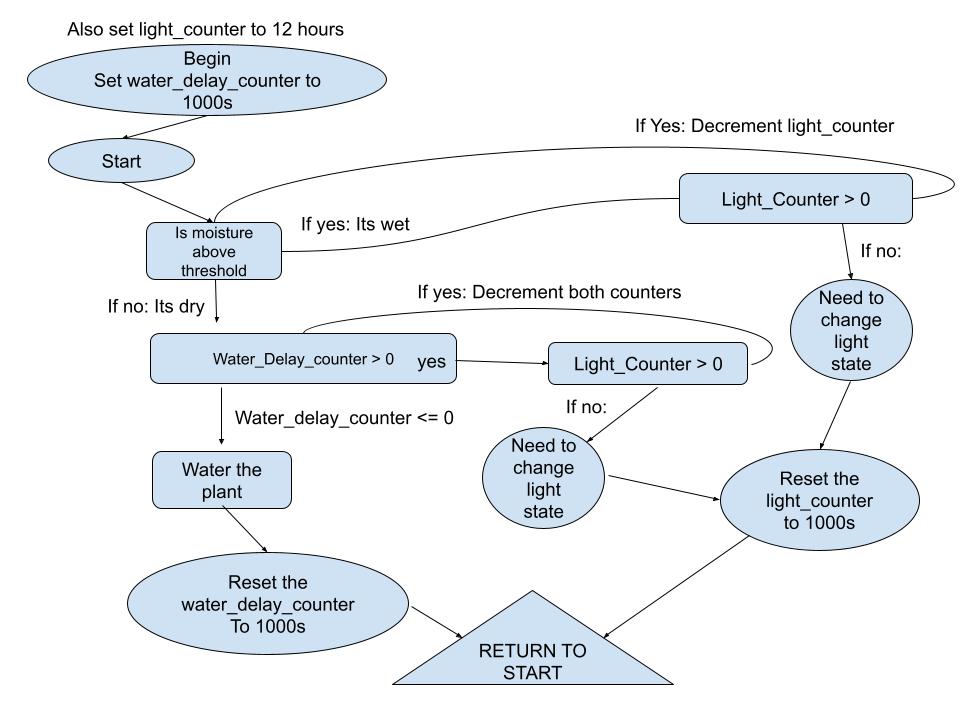 Also set light_counter to 12 hours
Begin
Set water_delay_counter to
1000s
Start
If Yes: Decrement light_counter
Light_Counter > 0
If yes: Its wet
Is moisture
above
threshold
If no:
If no: Its dry
If yes: Decrement both counters
Need to
change
light
state
Water_Delay_counter > 0
yes
Light_Counter > 0
If no:
Water_delay_counter <= 0
Need to
change
light
state
Water the
plant
Reset the
light_counter
to 1000s
Reset the
water_delay_counter
To 1000s
RETURN TO
START